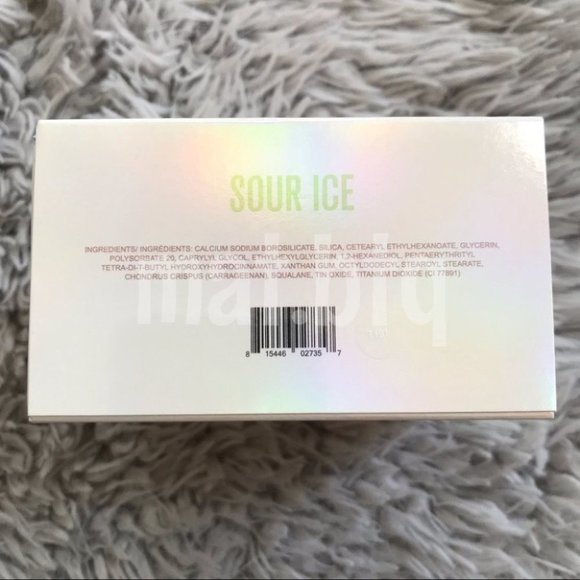 SOUR ICE
INGREDIENTS/ INGRÉDIENTS: CALCIUM SODIUM BOROSILICATE, SILICA, CETEARYL ETHYLHEXANOATE, GLYCERIN,
POLYSORBATE 20, CAPRYLYL GLYCOL, ETHYLHEXYLGLYCERIN, 1,2-HEXANEDIOL, PENTAERYTHRITYL
TETRA-DI-T-BUTYL HYDROXYHYDROCINNAMATE, XANTHAN GUM, OCTYLDODECYL STEAROYL STEARATE,
CHONDRUS CRISPUS (CARRAGEENAN), SQUALANE, TIN OXIDE, TITANIUM DIOXIDE (CI 77891)
mai.bfq
8 15446 02735 7